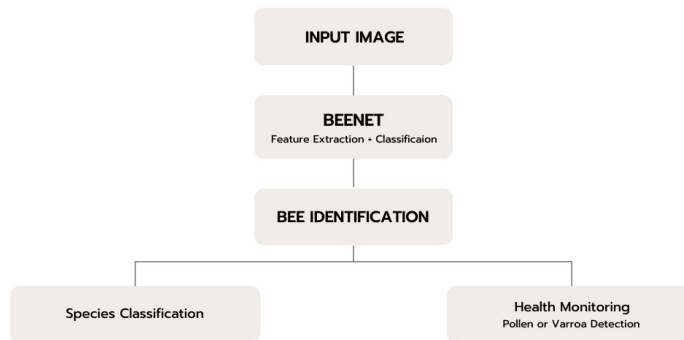 INPUT IMAGE
BEENET
Feature Extraction + Classificaion
BEE IDENTIFICATION
Species Classification
Health Monitoring
Pollen or Varroa Detection